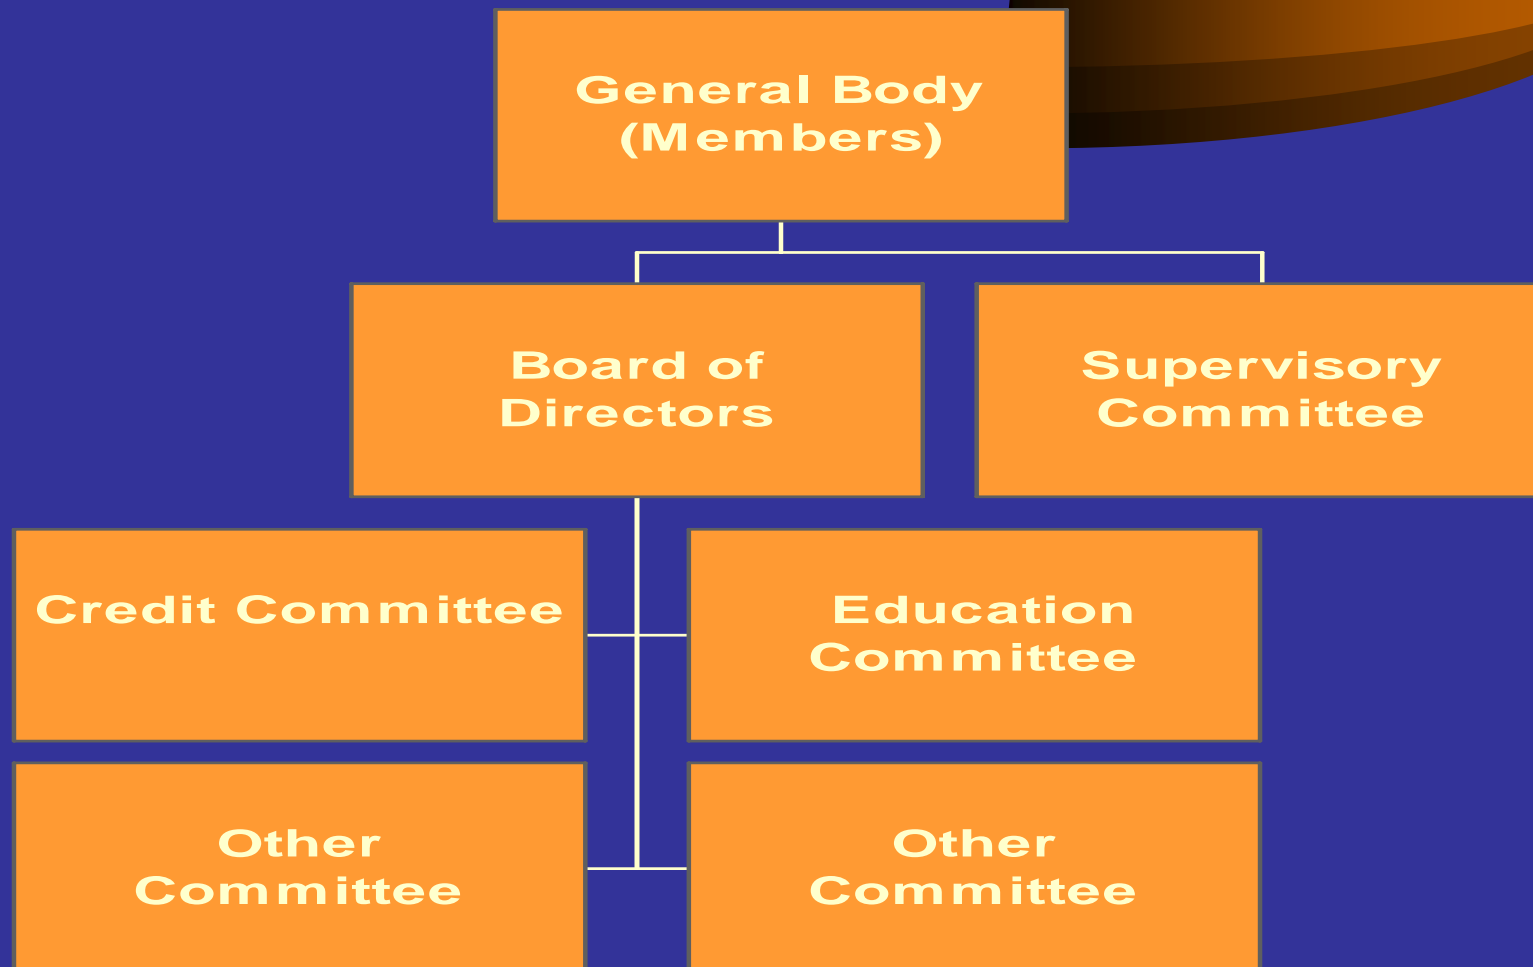 General Body
(Members)
Board of
Directors
Supervisory
Committee
Credit Committee
Education
Committee
Other
Committee
Other
Committee